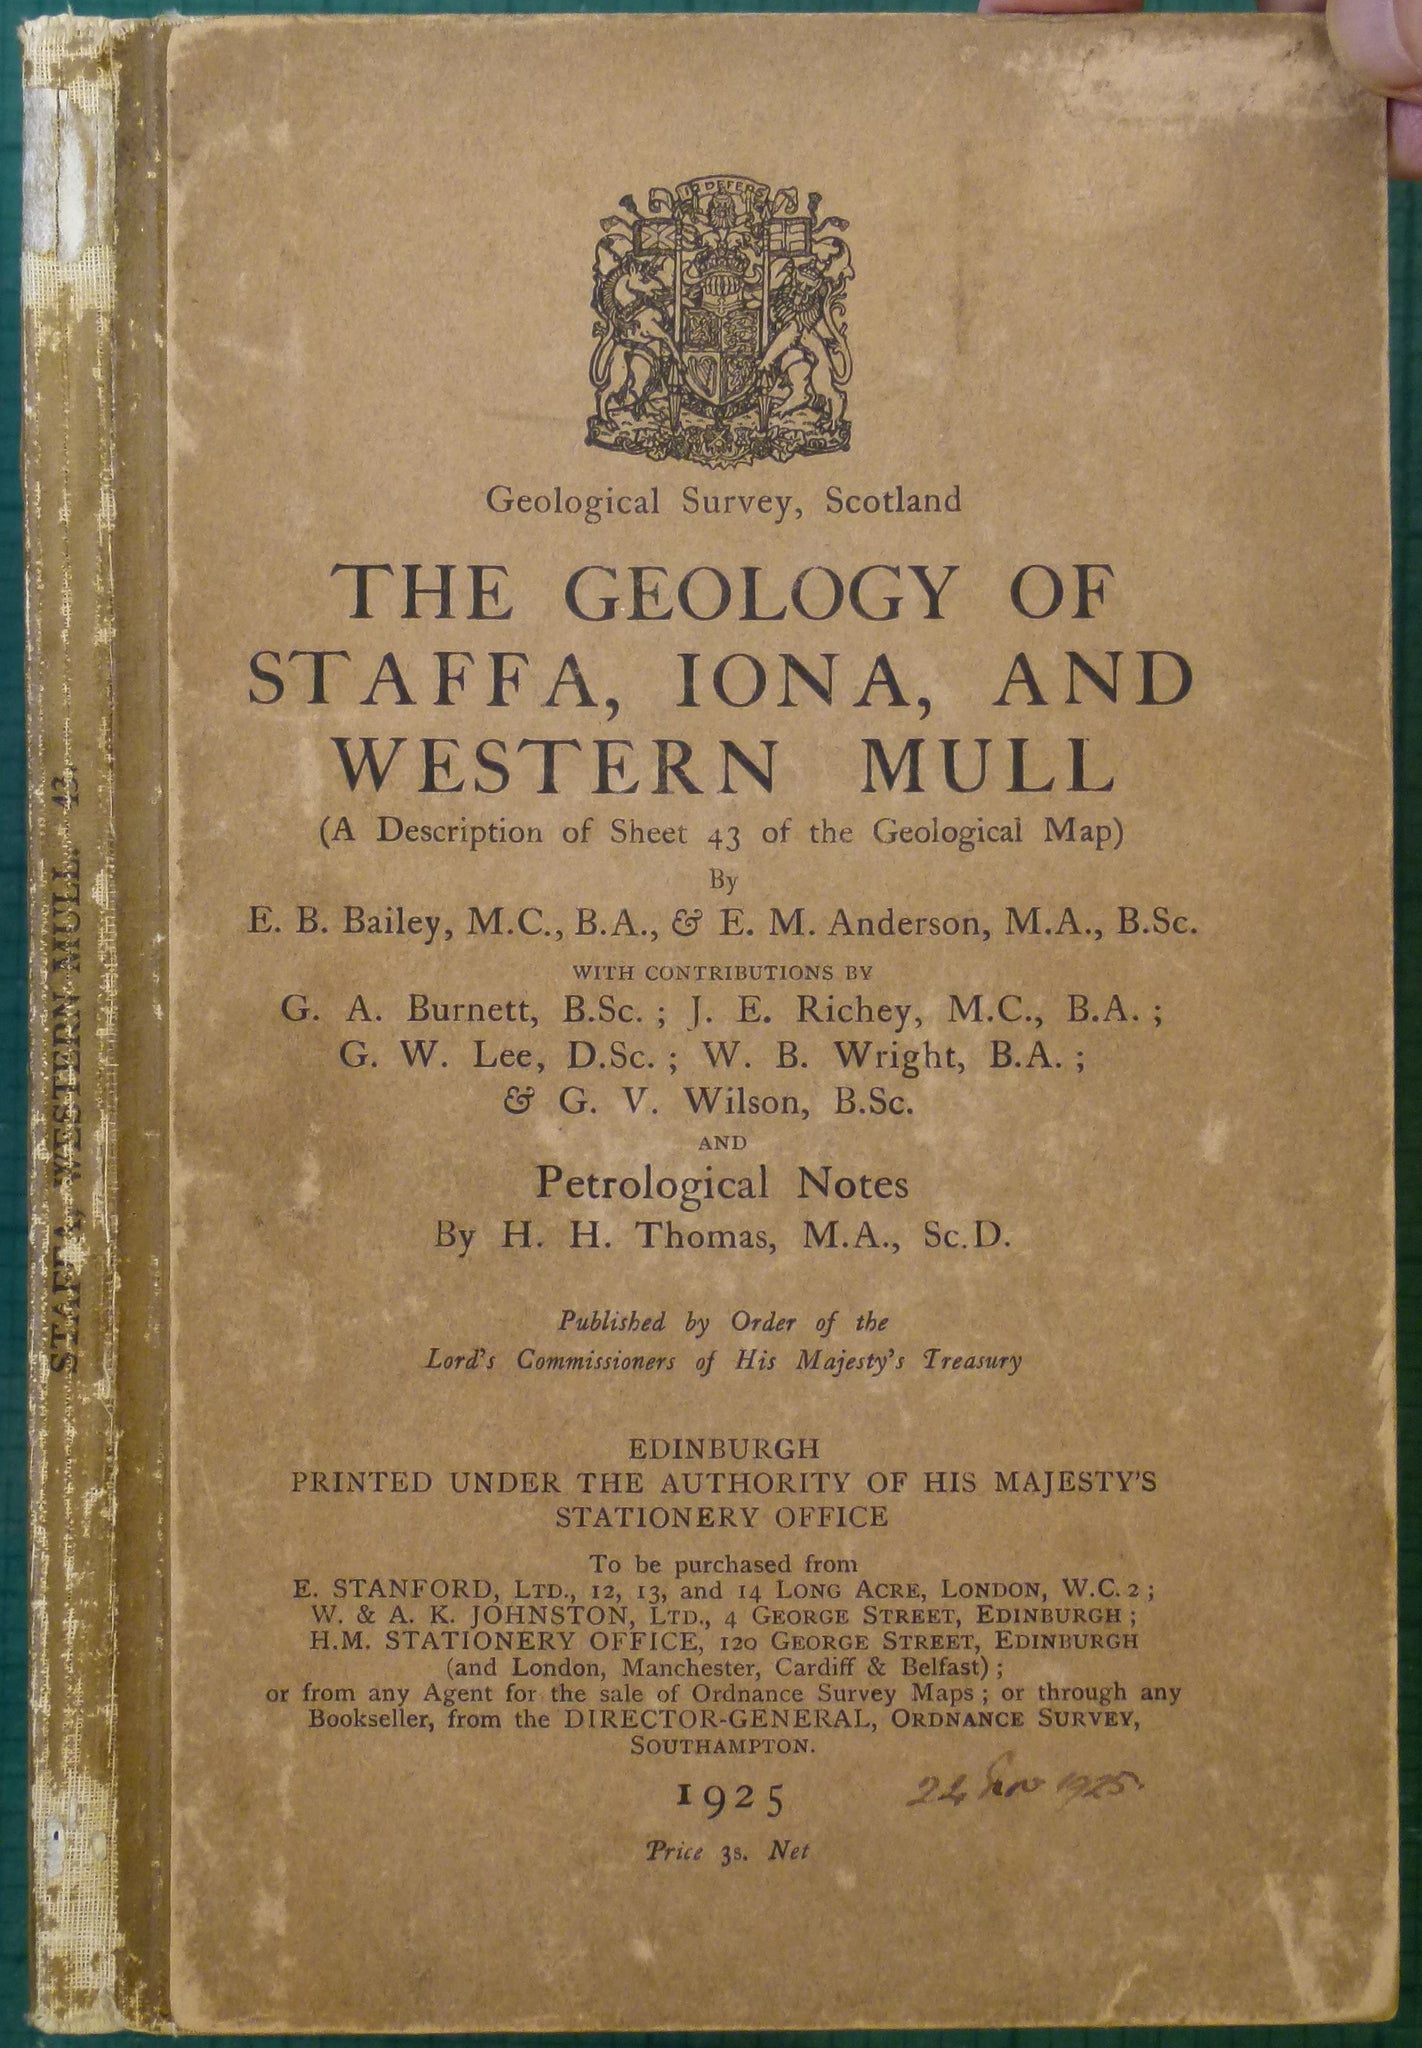 IN DEFENS
Geological Survey, Scotland
THE GEOLOGY OF
STAFFA, IONA, AND
WESTERN MULL
(A Description of Sheet 43 of the Geological Map)
By
E. B. Bailey, M.C., B.A., & E. M. Anderson, M.A., B.Sc.
WITH CONTRIBUTIONS BY
G. A. Burnett, B.Sc. ; J. E. Richey, M.C., B.A. ;
G. W. Lee, D.Sc. ; W. B. Wright, B.A. ;
& G. V. Wilson, B.Sc.
AND
Petrological Notes
By H. H. Thomas, M.A., Sc.D.
Published by Order of the
Lord's Commissioners of His Majesty's Treasury
EDINBURGH
PRINTED UNDER THE AUTHORITY OF HIS MAJESTY'S
STATIONERY OFFICE
To be purchased from
E. STANFORD, LTD., 12, 13, and 14 LONG ACRE, LONDON, W.C. 2 ;
W. & A. K. JOHNSTON, LTD., 4 GEORGE STREET, EDINBURGH ;
H.M. STATIONERY OFFICE, 120 GEORGE STREET, EDINBURGH
(and London, Manchester, Cardiff & Belfast) ;
or from any Agent for the sale of Ordnance Survey Maps ; or through any
Bookseller, from the DIRECTOR-GENERAL, ORDNANCE SURVEY,
SOUTHAMPTON.
1925
24 Nov 1925.
Price 3s. Net
STAFFA, WESTERN MULL. 43.